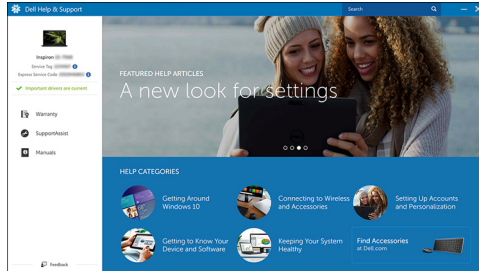 Dell Help & Support
Search
Inspiron
Service Tag
Express Service Code
Important drivers are current
Warranty
SupportAssist
Manuals
Feedback
FEATURED HELP ARTICLES
A new look for settings
HELP CATEGORIES
Getting Around
Windows 10
Connecting to Wireless
and Accessories
Setting Up Accounts
and Personalization
Getting to Know Your
Device and Software
Keeping Your System
Healthy
Find Accessories
at Dell.com